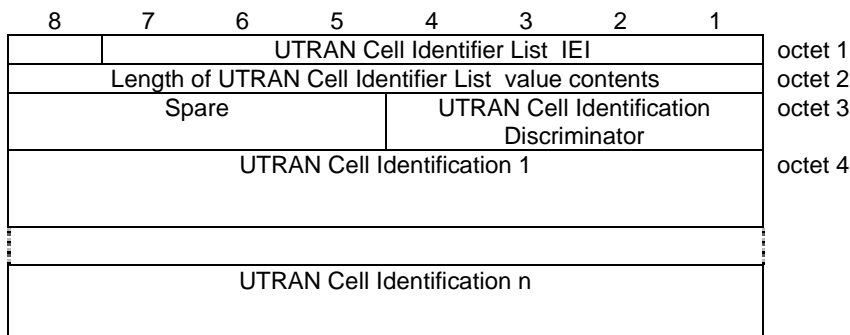 8 7 6 5 4 3 2 1
UTRAN Cell Identifier List IEI octet 1
Length of UTRAN Cell Identifier List value contents octet 2
Spare UTRAN Cell Identification octet 3
Discriminator
UTRAN Cell Identification 1 octet 4
UTRAN Cell Identification n